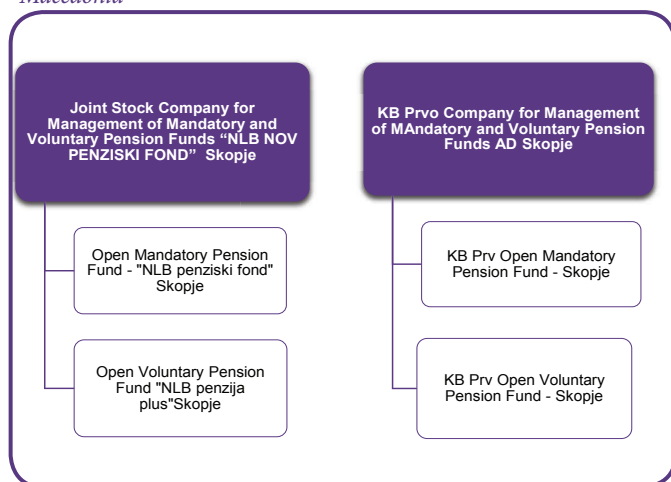 Macedonia
Joint Stock Company for
Management of Mandatory and
Voluntary Pension Funds “NLB NOV
PENZISKI FOND” Skopje
Open Mandatory Pension
Fund - "NLB penziski fond"
Skopje
Open Voluntary Pension
Fund "NLB penzija
plus"Skopje
KB Prvo Company for Management
of MAndatory and Voluntary Pension
Funds AD Skopje
KB Prv Open Mandatory
Pension Fund - Skopje
KB Prv Open Voluntary
Pension Fund - Skopje